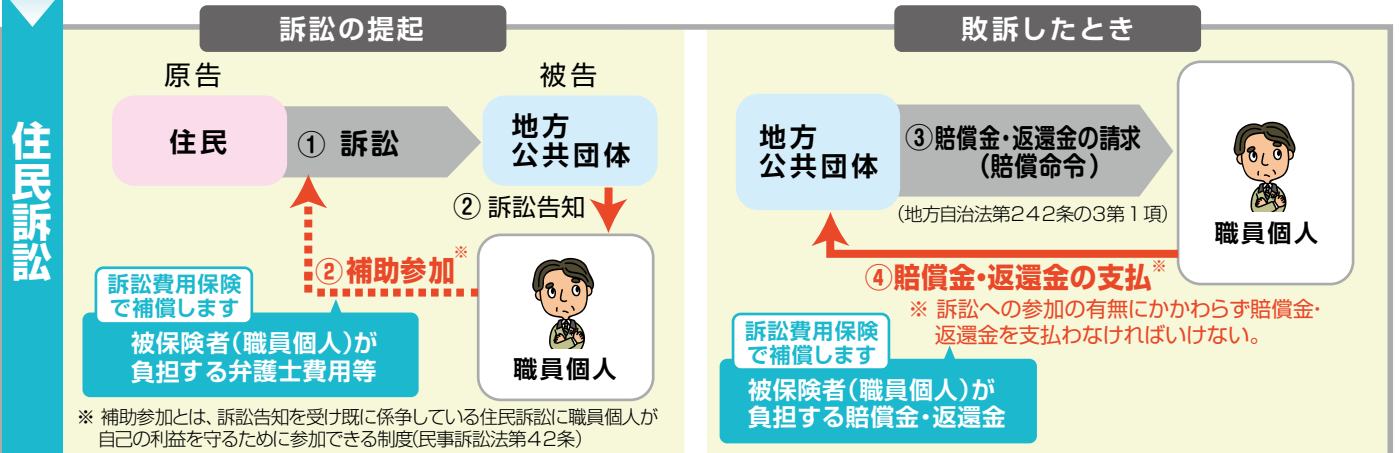 住民訴訟
訴訟の提起
原告
被告
住民
① 訴訟
地方
公共団体
② 訴訟告知
②補助参加※
職員個人
訴訟費用保険
で補償します
被保険者(職員個人)が
負担する弁護士費用等
※ 補助参加とは、訴訟告知を受け既に係争している住民訴訟に職員個人が
自己の利益を守るために参加できる制度(民事訴訟法第42条)
敗訴したとき
地方
公共団体
③賠償金・返還金の請求
(賠償命令)
(地方自治法第242条の3第1項)
職員個人
④賠償金・返還金の支払※
※ 訴訟への参加の有無にかかわらず賠償金・
返還金を支払わなければいけない。
訴訟費用保険
で補償します
被保険者(職員個人)が
負担する賠償金・返還金